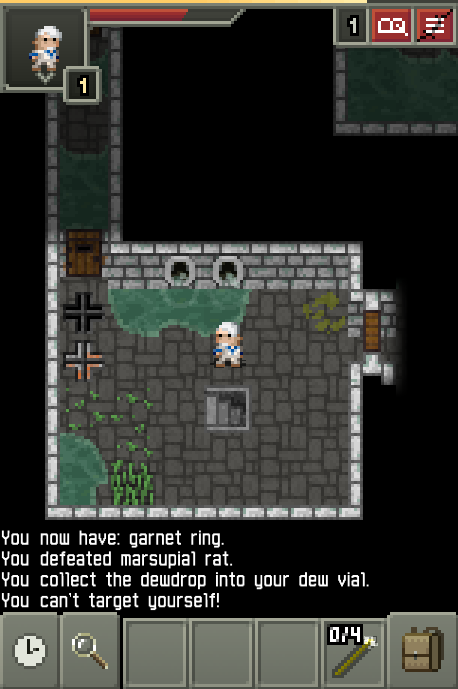 1
1
You now have: garnet ring.
You defeated marsupial rat.
You collect the dewdrop into your dew vial.
You can't target yourself!
0/4